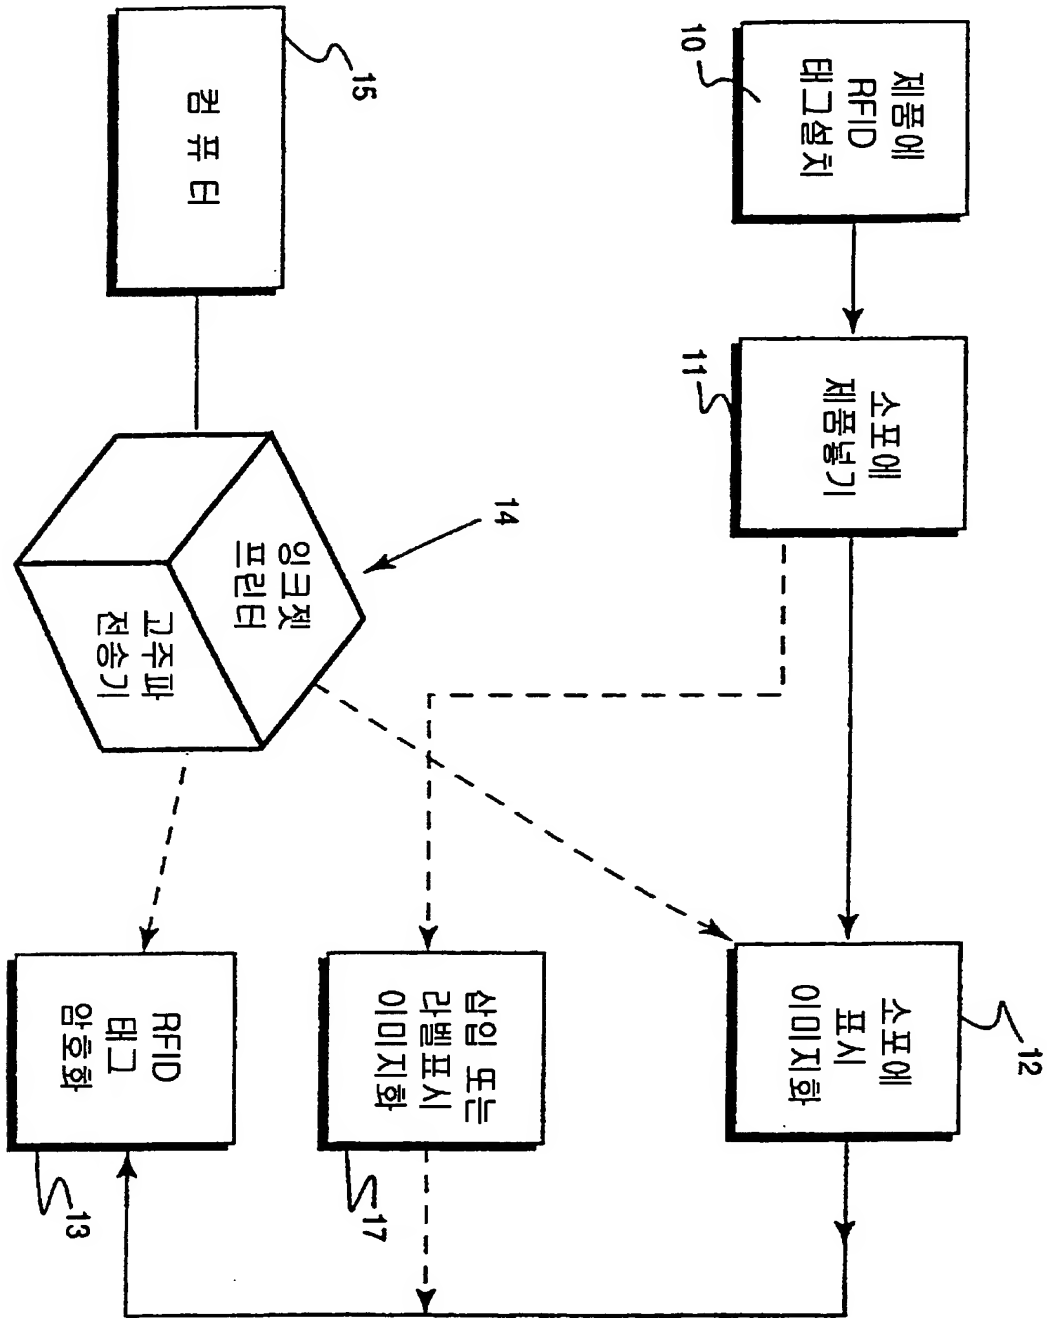 제품에
RFID
태그설치
10
소포에
제품넣기
11
소포에
표시
이미지화
12
삽입 또는
라벨표시
이미지화
17
RFID
태그
암호화
13
잉크젯
프린터
고주파
전송기
14
컴 퓨 터
15